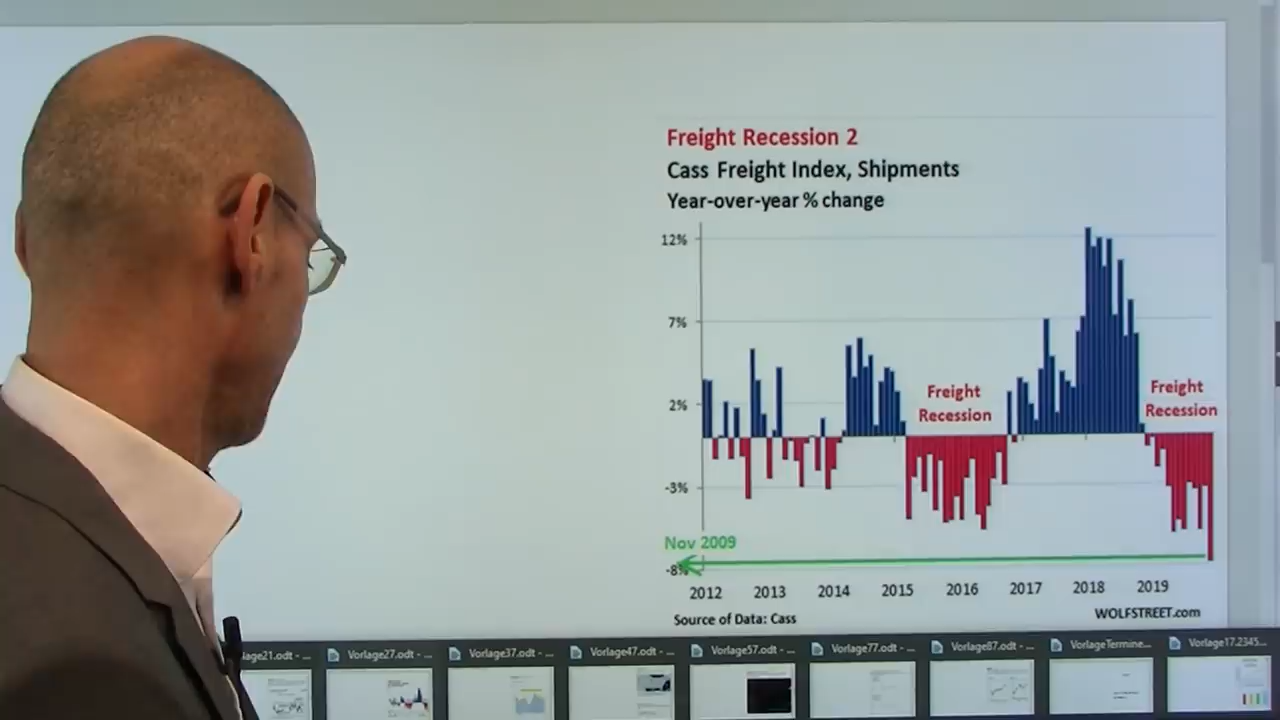 Freight Recession 2
Cass Freight Index, Shipments
Year-over-year % change
12%
7%
Freight
Recession
Freight
Recession
2%
-3%
Nov 2009
-8%
2012 2013 2014 2015 2016 2017 2018 2019
Source of Data: Cass
WOLFSTREET.com
age21.odt - ...
Vorlage27.odt - ...
Vorlage37.odt - ...
Vorlage47.odt - ...
Vorlage57.odt - ...
Vorlage77.odt - ...
Vorlage87.odt - ...
VorlageTermine...
Vorlage17.2345...